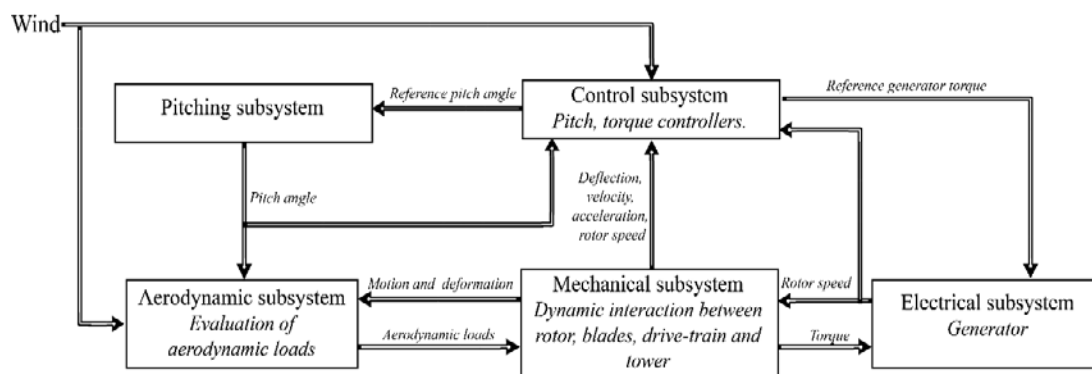 Wind
Pitching subsystem
Reference pitch angle
Control subsystem
Pitch, torque controllers.
Reference generator torque
Pitch angle
Deflection,
velocity,
acceleration,
rotor speed
Aerodynamic subsystem
Evaluation of
aerodynamic loads
Motion and deformation
Aerodynamic loads
Mechanical subsystem
Dynamic interaction between
rotor, blades, drive-train and
tower
Rotor speed
Torque
Electrical subsystem
Generator